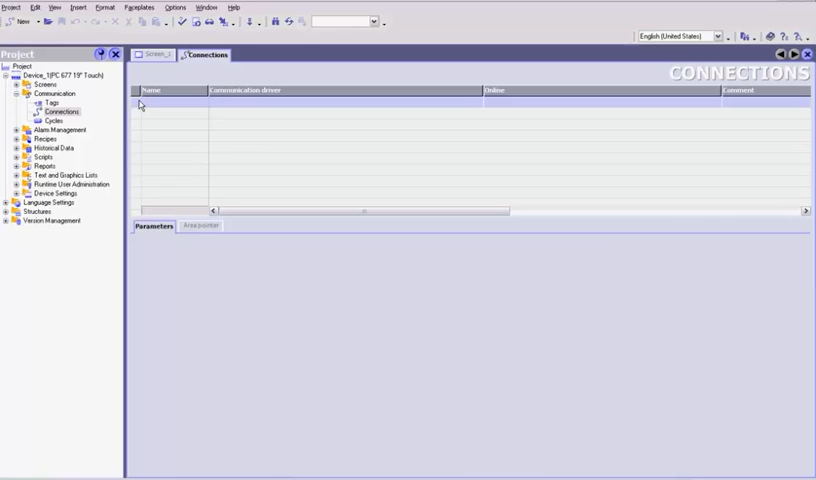 Project Edit View Insert Format Faceplates Options Window Help
New
English (United States)
Project
Screen_1 Connections
CONNECTIONS
Project
Device_1(PC 677 19" Touch)
Screens
Communication
Tags
Connections
Cycles
Alarm Management
Recipes
Historical Data
Scripts
Reports
Text and Graphics Lists
Runtime User Administration
Device Settings
Language Settings
Structures
Version Management
Name Communication driver Online Comment
Parameters Area pointer